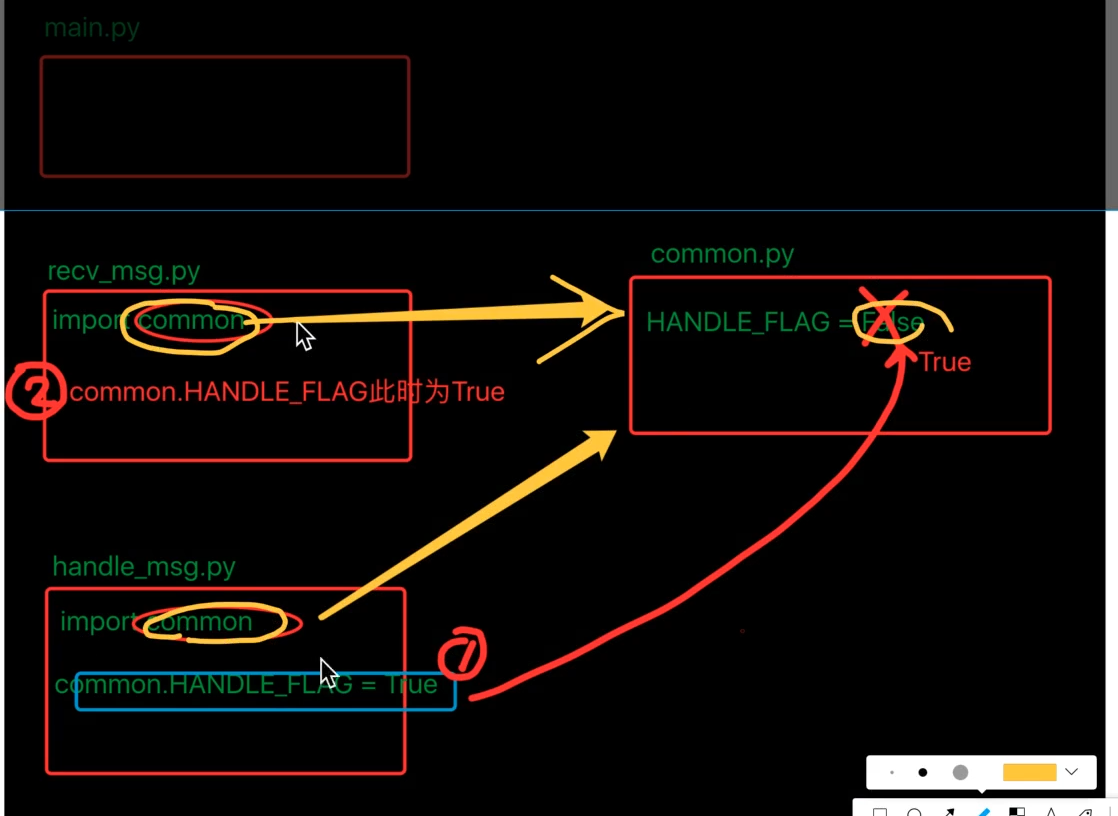 main.py
recv_msg.py
import common
② common.HANDLE_FLAG此时为True
common.py
HANDLE_FLAG = False
True
handle_msg.py
import common
①
common.HANDLE_FLAG = True